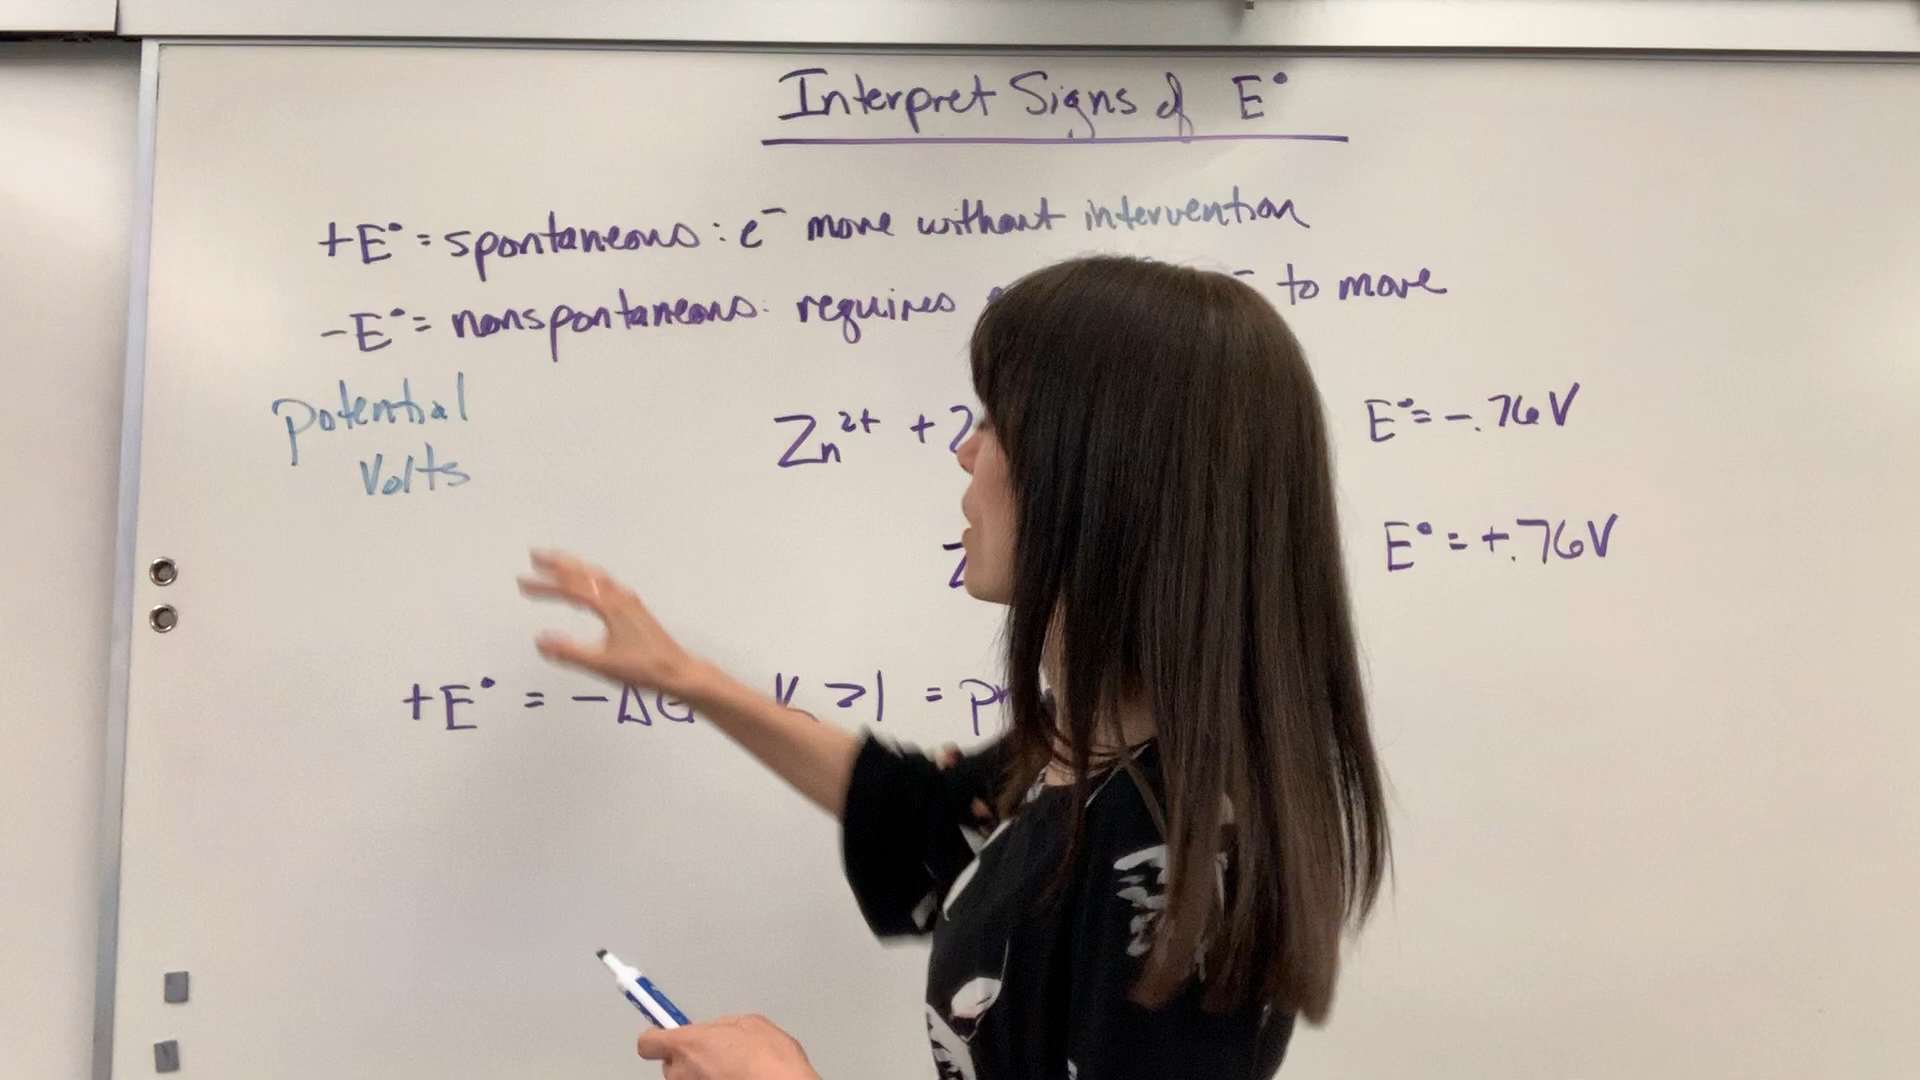 Interpret Signs of E°
+E° = spontaneous: e⁻ move without intervention
-E° = nonspontaneous: requires to move
potential
Volts
Zn²⁺ + 2 E° = -.76V
Z E° = +.76V
+E° = -ΔG K >1 =